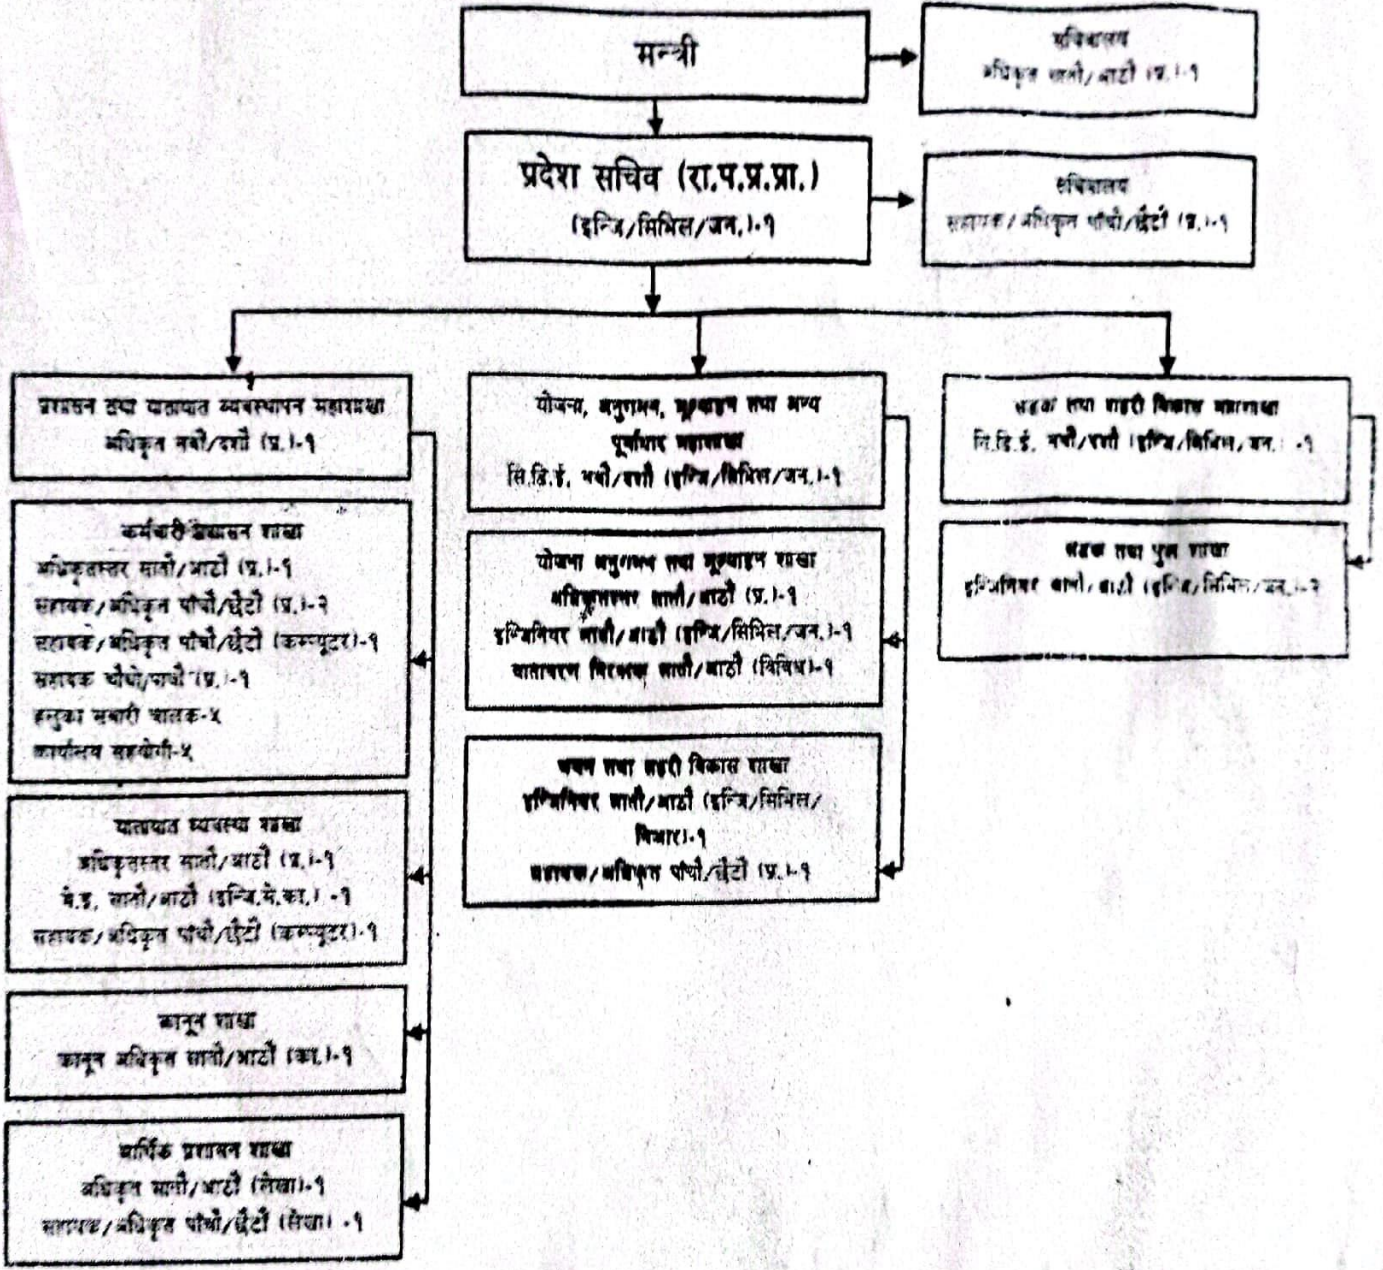 मन्त्री
सचिवालय
अधिकृत सातौ/आठौ (प्र.)-१
प्रदेश सचिव (रा.प.प्र.प्रा.)
(इन्जि/सिभिल/जन.)-१
सचिवालय
सहायक/अधिकृत पाँचौ/छैटौ (प्र.)-१
प्रशासन तथा यातायात व्यवस्थापन महाशाखा
अधिकृत नवौ/दशौ (प्र.)-१
कर्मचारी प्रशासन शाखा
अधिकृतस्तर सातौ/आठौ (प्र.)-१
सहायक/अधिकृत पाँचौ/छैटौ (प्र.)-२
सहायक/अधिकृत पाँचौ/छैटौ (कम्प्यूटर)-१
सहायक चौथो/पाचौ (प्र.)-१
हलुका सवारी चालक-५
कार्यालय सहयोगी-५
यातायात व्यवस्था शाखा
अधिकृतस्तर सातौ/आठौ (प्र.)-१
मे.इ. सातौ/आठौ (इन्जि.मे.का.) -१
सहायक/अधिकृत पाँचौ/छैटौ (कम्प्यूटर)-१
कानून शाखा
कानून अधिकृत सातौ/आठौ (का.)-१
आर्थिक प्रशासन शाखा
अधिकृत सातौ/आठौ (लेखा)-१
सहायक/अधिकृत पाँचौ/छैटौ (लेखा) -१
योजना, अनुगमन, मूल्याङ्कन तथा अन्य
पूर्वाधार महाशाखा
सि.डि.ई. नवौ/दशौ (इन्जि/सिभिल/जन.)-१
योजना अनुगमन तथा मूल्याङ्कन शाखा
अधिकृतस्तर सातौ/आठौ (प्र.)-१
इन्जिनियर सातौ/आठौ (इन्जि/सिभिल/जन.)-१
वातावरण निरीक्षक सातौ/आठौ (विविध)-१
भवन तथा शहरी विकास शाखा
इन्जिनियर सातौ/आठौ (इन्जि/सिभिल/
विआर)-१
सहायक/अधिकृत पाँचौ/छैटौ (प्र.)-१
सडक तथा शहरी विकास महाशाखा
सि.डि.ई. नवौ/दशौ (इन्जि/सिभिल/जन.) -१
सडक तथा पुल शाखा
इन्जिनियर सातौ/आठौ (इन्जि/सिभिल/जन.)-२